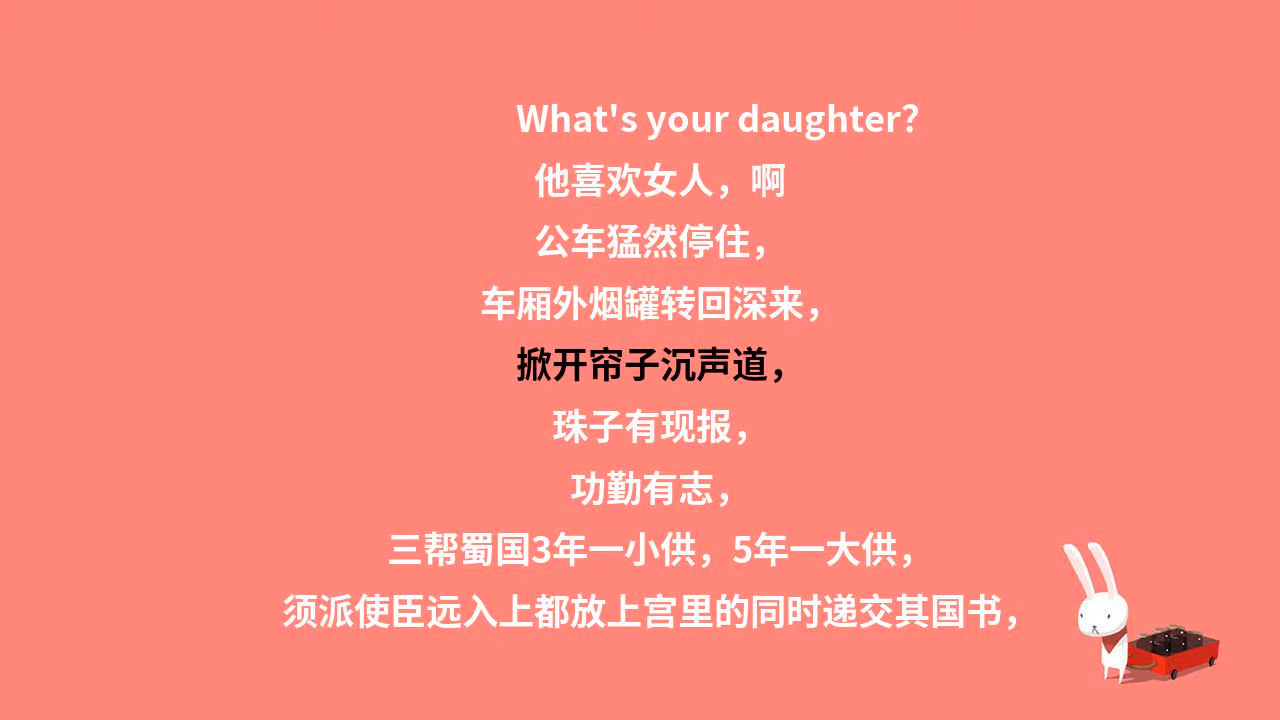 What's your daughter?
他喜欢女人，啊
公车猛然停住，
车厢外烟罐转回深来，
掀开帘子沉声道，
珠子有现报，
功勤有志，
三帮蜀国3年一小供，5年一大供，
须派使臣远入上都放上宫里的同时递交其国书，